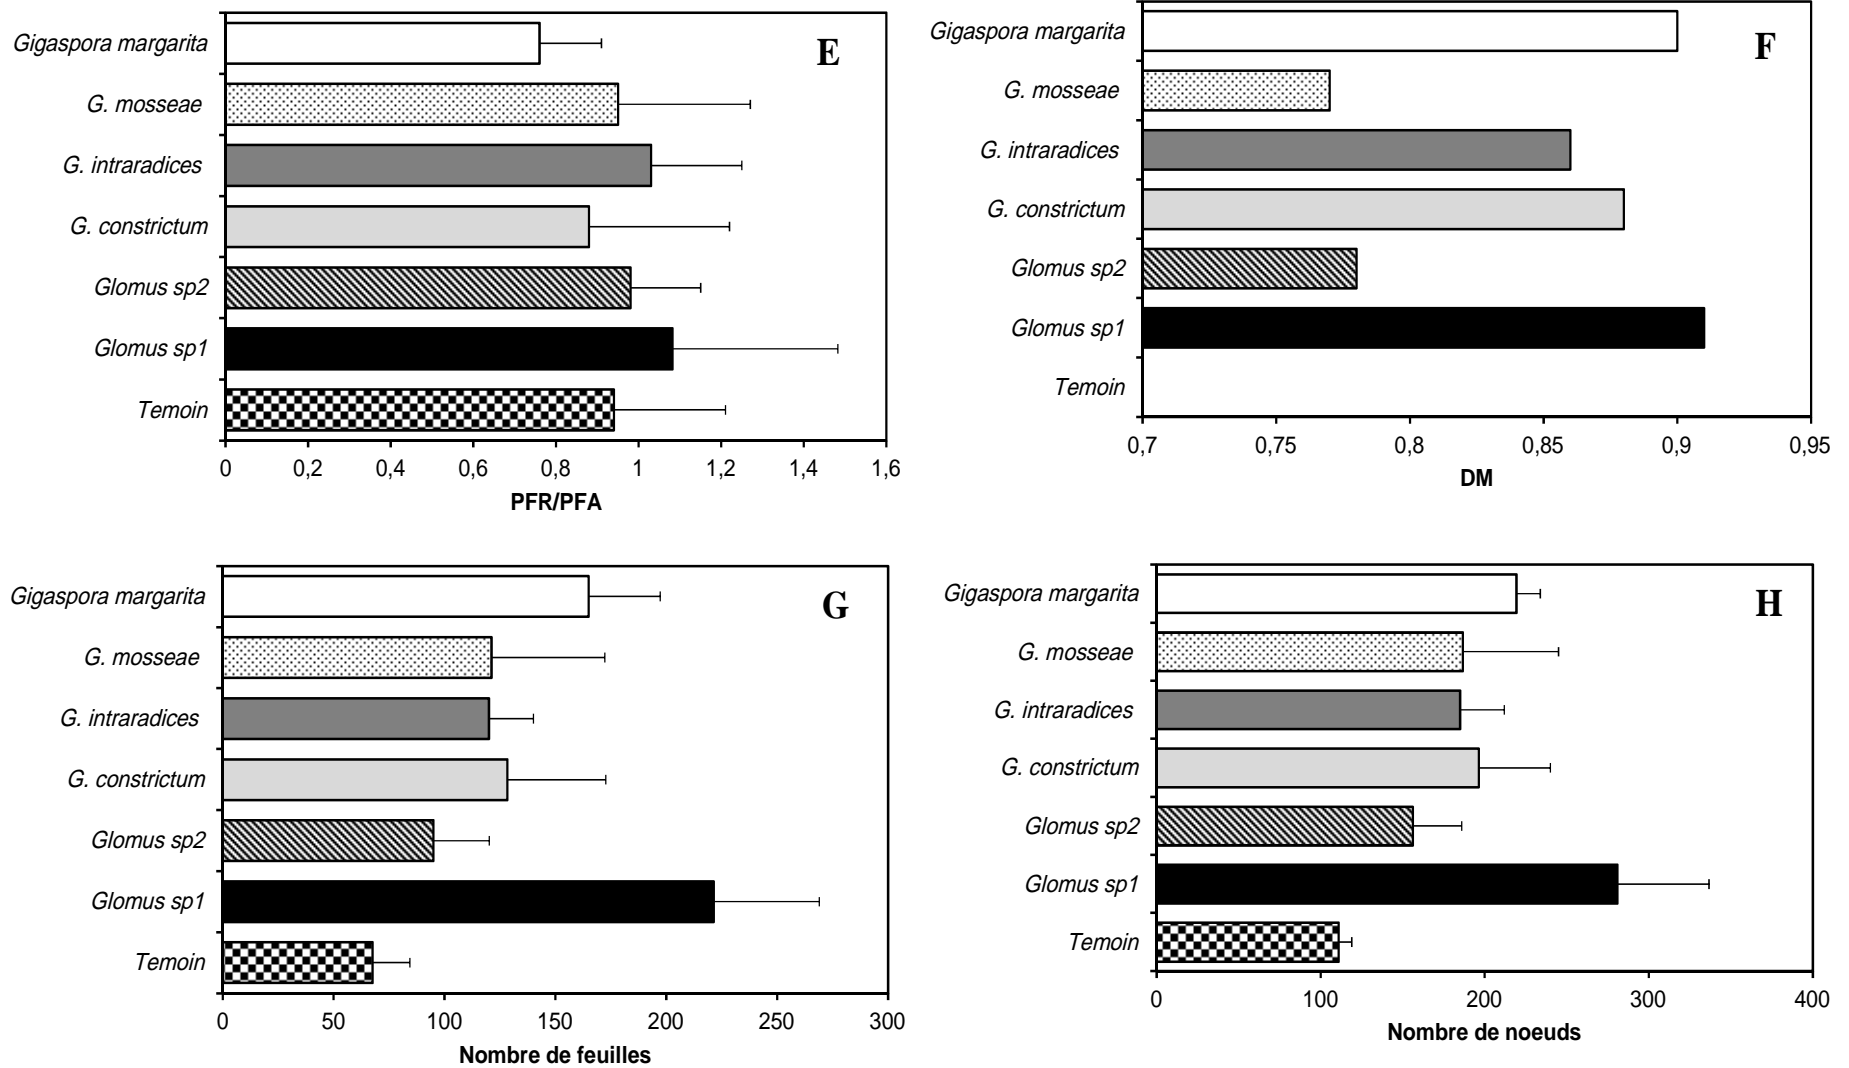 Gigaspora margarita
G. mosseae
G. intraradices
G. constrictum
Glomus sp2
Glomus sp1
Temoin
E
0 0,2 0,4 0,6 0,8 1 1,2 1,4 1,6
PFR/PFA
Gigaspora margarita
G. mosseae
G. intraradices
G. constrictum
Glomus sp2
Glomus sp1
Temoin
F
0,7 0,75 0,8 0,85 0,9 0,95
DM
Gigaspora margarita
G. mosseae
G. intraradices
G. constrictum
Glomus sp2
Glomus sp1
Temoin
G
0 50 100 150 200 250 300
Nombre de feuilles
Gigaspora margarita
G. mosseae
G. intraradices
G. constrictum
Glomus sp2
Glomus sp1
Temoin
H
0 100 200 300 400
Nombre de noeuds